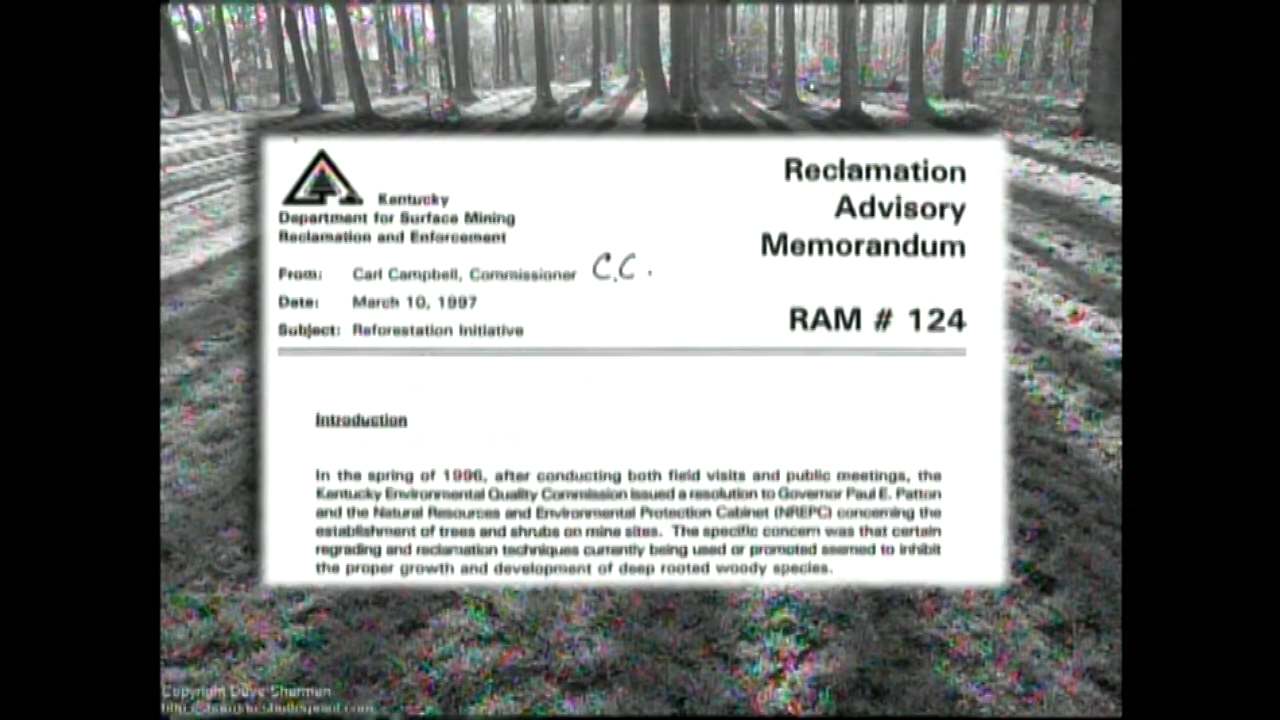 Kentucky
Department for Surface Mining
Reclamation and Enforcement
Reclamation
Advisory
Memorandum
From: Carl Campbell, Commissioner C.C.
Date: March 10, 1997
Subject: Reforestation Initiative
RAM # 124
Introduction
In the spring of 1996, after conducting both field visits and public meetings, the
Kentucky Environmental Quality Commission issued a resolution to Governor Paul E. Patton
and the Natural Resources and Environmental Protection Cabinet (NREPC) concerning the
establishment of trees and shrubs on mine sites. The specific concern was that certain
regrading and reclamation techniques currently being used or promoted seemed to inhibit
the proper growth and development of deep rooted woody species.
Copyright Dave Sherman